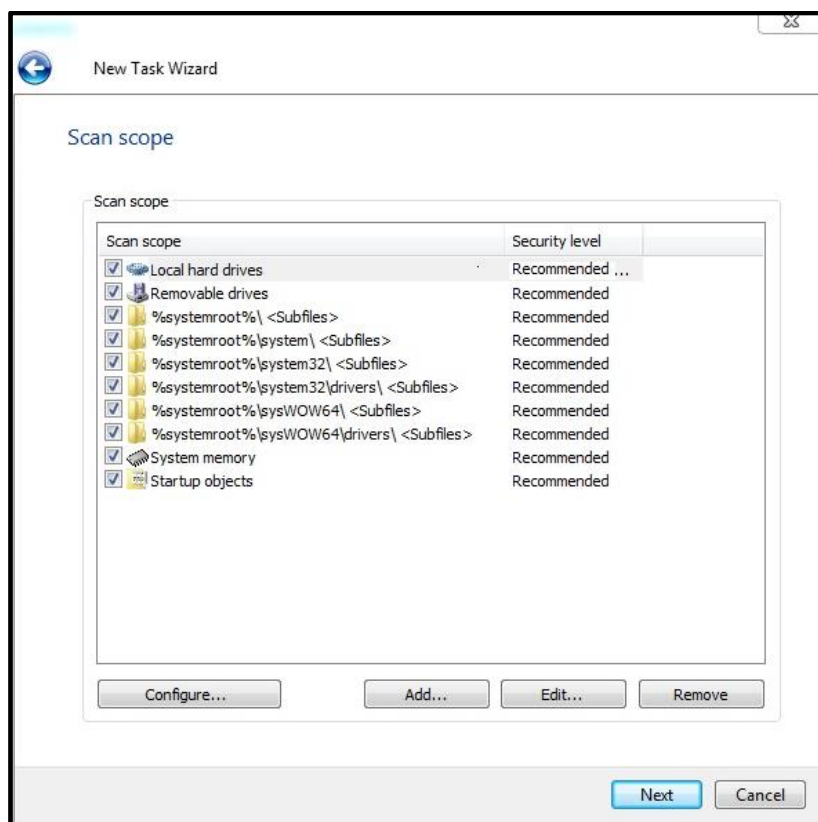 New Task Wizard
Scan scope
Scan scope
Scan scope Security level
Local hard drives Recommended ...
Removable drives Recommended
%systemroot%\ <Subfiles> Recommended
%systemroot%\system\ <Subfiles> Recommended
%systemroot%\system32\ <Subfiles> Recommended
%systemroot%\system32\drivers\ <Subfiles> Recommended
%systemroot%\sysWOW64\ <Subfiles> Recommended
%systemroot%\sysWOW64\drivers\ <Subfiles> Recommended
System memory Recommended
Startup objects Recommended
Configure... Add... Edit... Remove
Next Cancel